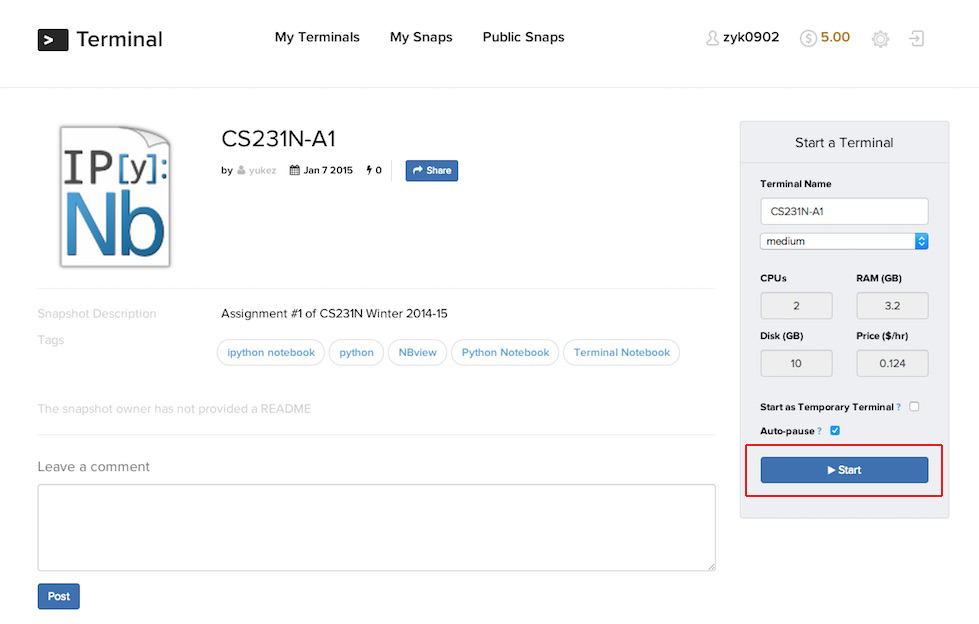 Terminal
My Terminals My Snaps Public Snaps
zyk0902 $ 5.00
IP[y]:
Nb
CS231N-A1
by yukez Jan 7 2015 0 Share
Snapshot Description Assignment #1 of CS231N Winter 2014-15
Tags ipython notebook python NBview Python Notebook Terminal Notebook
The snapshot owner has not provided a README
Leave a comment
Post
Start a Terminal
Terminal Name
CS231N-A1
medium
CPUs RAM (GB)
2 3.2
Disk (GB) Price ($/hr)
10 0.124
Start as Temporary Terminal ?
Auto-pause ?
Start